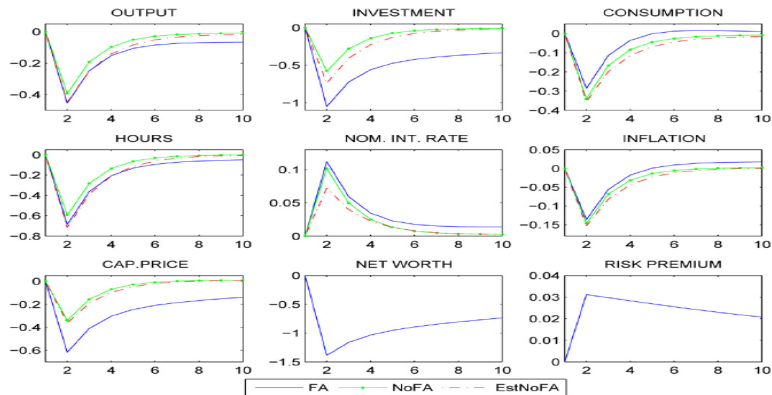 OUTPUT
0
−0.2
−0.4
2 4 6 8 10
INVESTMENT
0
−0.5
−1
2 4 6 8 10
CONSUMPTION
0
−0.1
−0.2
−0.3
−0.4
2 4 6 8 10
HOURS
0
−0.2
−0.4
−0.6
−0.8
2 4 6 8 10
NOM. INT. RATE
0.1
0.05
0
2 4 6 8 10
INFLATION
0.05
0
−0.05
−0.1
−0.15
2 4 6 8 10
CAP.PRICE
0
−0.2
−0.4
−0.6
2 4 6 8 10
NET WORTH
0
−0.5
−1
−1.5
2 4 6 8 10
RISK PREMIUM
0.04
0.03
0.02
0.01
0
2 4 6 8 10
FA NoFA EstNoFA